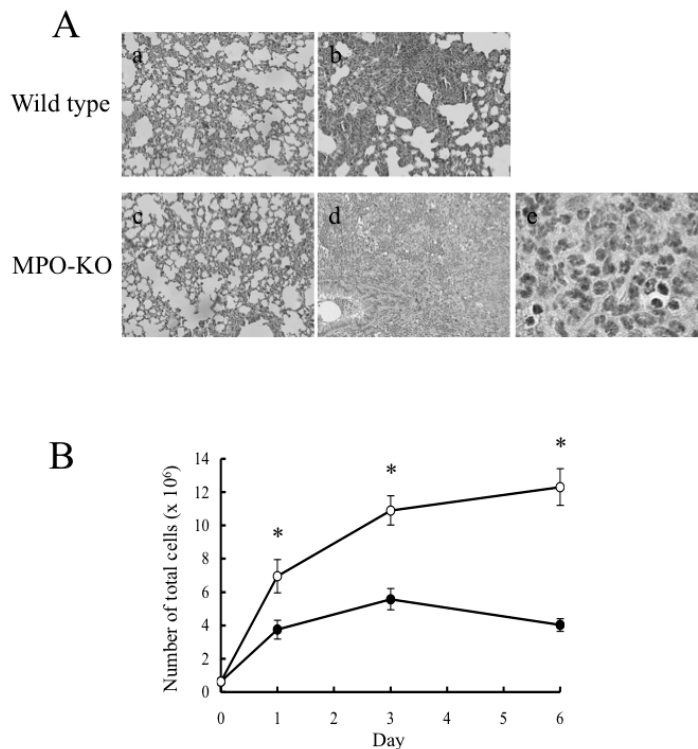 A
Wild type
a
b
MPO-KO
c
d
e
B
Number of total cells (x 10⁶)
14
12
10
8
6
4
2
0
*
*
*
0 1 2 3 4 5 6
Day